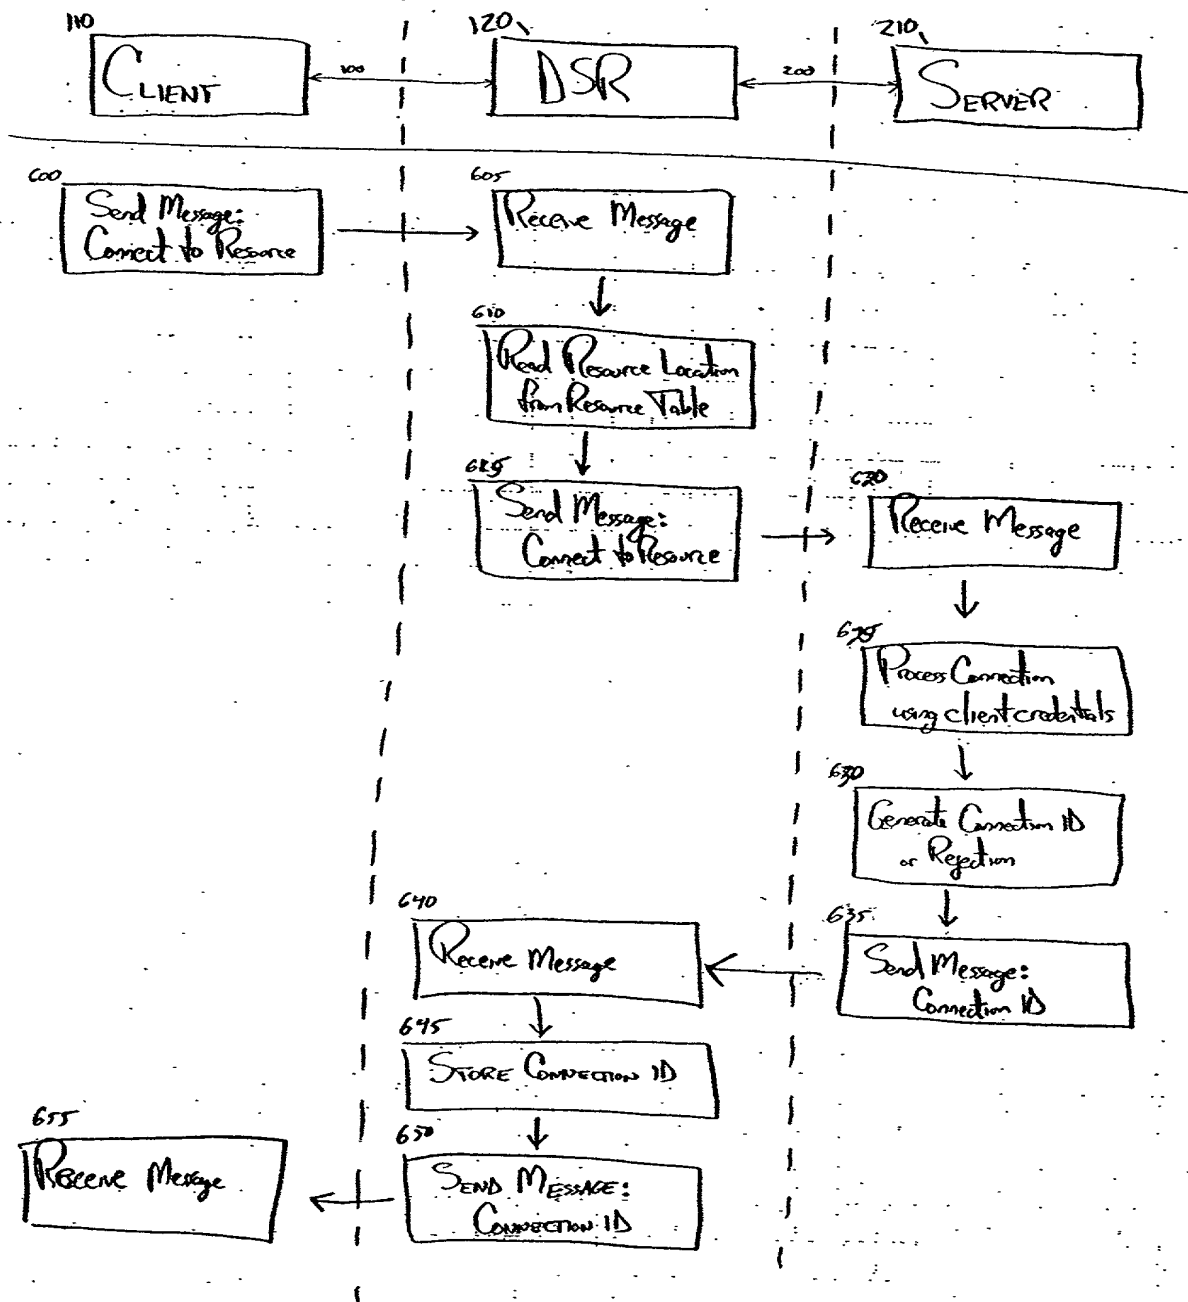 110
120
210
CLIENT
100
DSR
200
SERVER
600
Send Message:
Connect to Resource
605
Receive Message
610
Read Resource Location
from Resource Table
Send Message:
Connect to Resource
620
Receive Message
625
Process Connection
using client credentials
630
Generate Connection ID
or Rejection
635
Send Message:
Connection ID
640
Receive Message
645
STORE CONNECTION ID
650
SEND MESSAGE:
CONNECTION ID
655
Receive Message